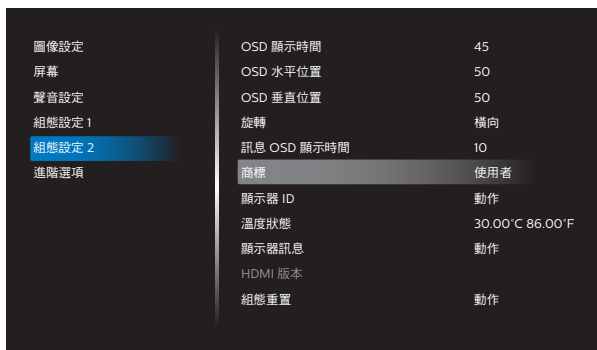 圖像設定
屏幕
聲音設定
組態設定 1
組態設定 2
進階選項
OSD 顯示時間 45
OSD 水平位置 50
OSD 垂直位置 50
旋轉 橫向
訊息 OSD 顯示時間 10
商標 使用者
顯示器 ID 動作
溫度狀態 30.00°C 86.00°F
顯示器訊息 動作
HDMI 版本
組態重置 動作